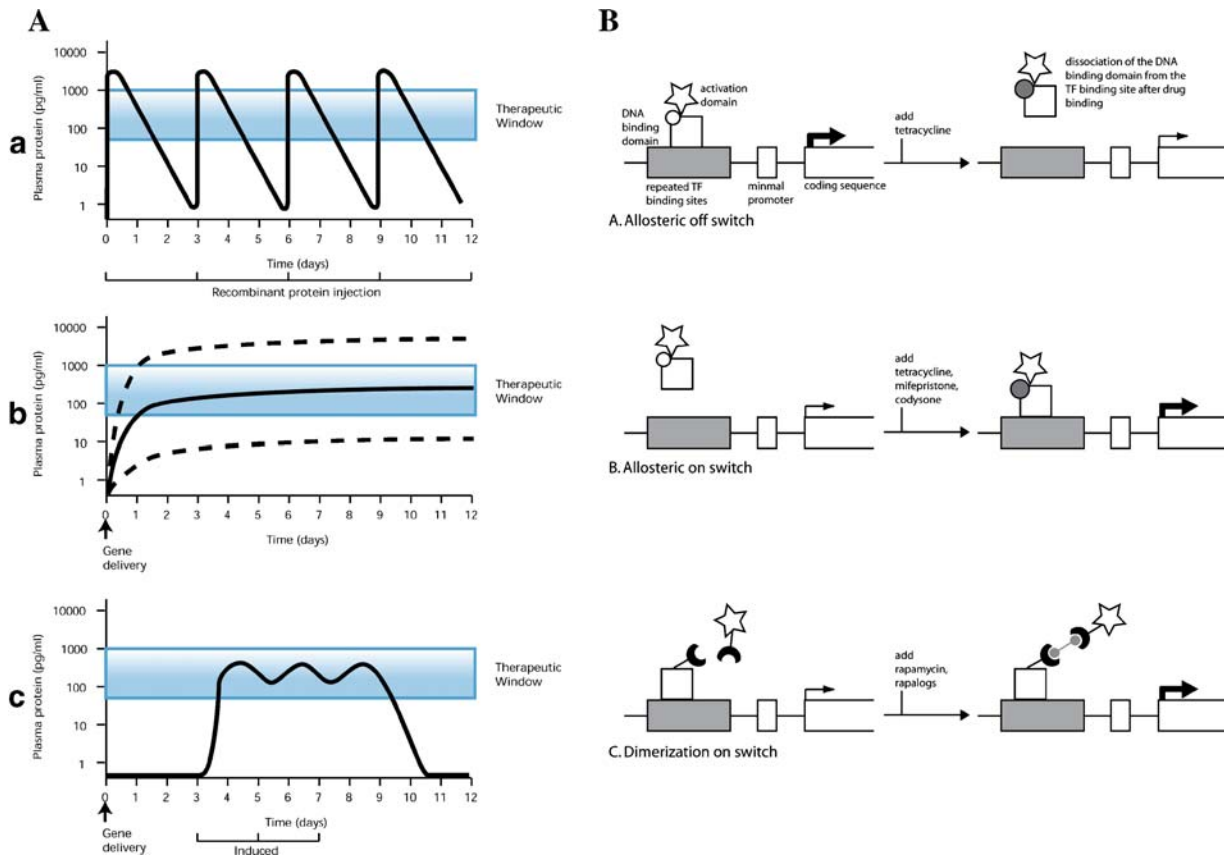 A
a
Plasma protein (pg/ml)
10000
1000
100
10
1
Therapeutic
Window
0 1 2 3 4 5 6 7 8 9 10 11 12
Time (days)
Recombinant protein injection
b
Plasma protein (pg/ml)
10000
1000
100
10
1
Therapeutic
Window
0 1 2 3 4 5 6 7 8 9 10 11 12
Time (days)
Gene
delivery
c
Plasma protein (pg/ml)
10000
1000
100
10
1
Therapeutic
Window
0 1 2 3 4 5 6 7 8 9 10 11 12
Time (days)
Gene
delivery
Induced
B
DNA
binding
domain
activation
domain
repeated TF
binding sites
minmal
promoter
coding sequence
add
tetracycline
dissociation of the DNA
binding domain from the
TF binding site after drug
binding
A. Allosteric off switch
add
tetracycline,
mifepristone,
codysone
B. Allosteric on switch
add
rapamycin,
rapalogs
C. Dimerization on switch